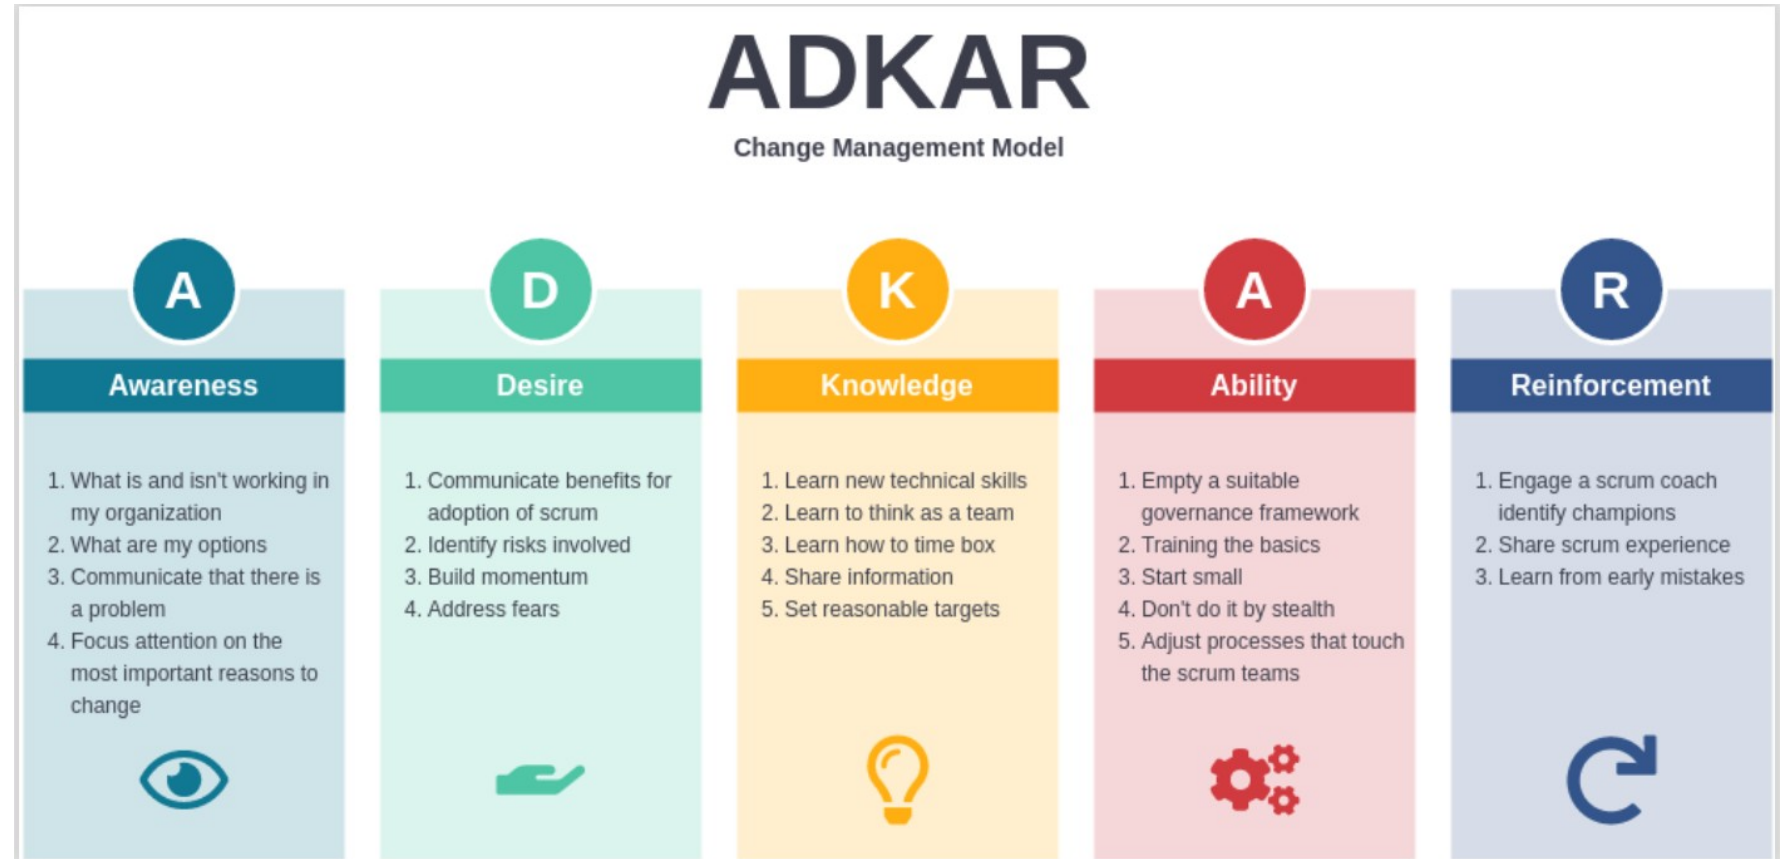 ADKAR
Change Management Model
A
Awareness
1. What is and isn't working in
my organization
2. What are my options
3. Communicate that there is
a problem
4. Focus attention on the
most important reasons to
change
D
Desire
1. Communicate benefits for
adoption of scrum
2. Identify risks involved
3. Build momentum
4. Address fears
K
Knowledge
1. Learn new technical skills
2. Learn to think as a team
3. Learn how to time box
4. Share information
5. Set reasonable targets
A
Ability
1. Empty a suitable
governance framework
2. Training the basics
3. Start small
4. Don't do it by stealth
5. Adjust processes that touch
the scrum teams
R
Reinforcement
1. Engage a scrum coach
identify champions
2. Share scrum experience
3. Learn from early mistakes